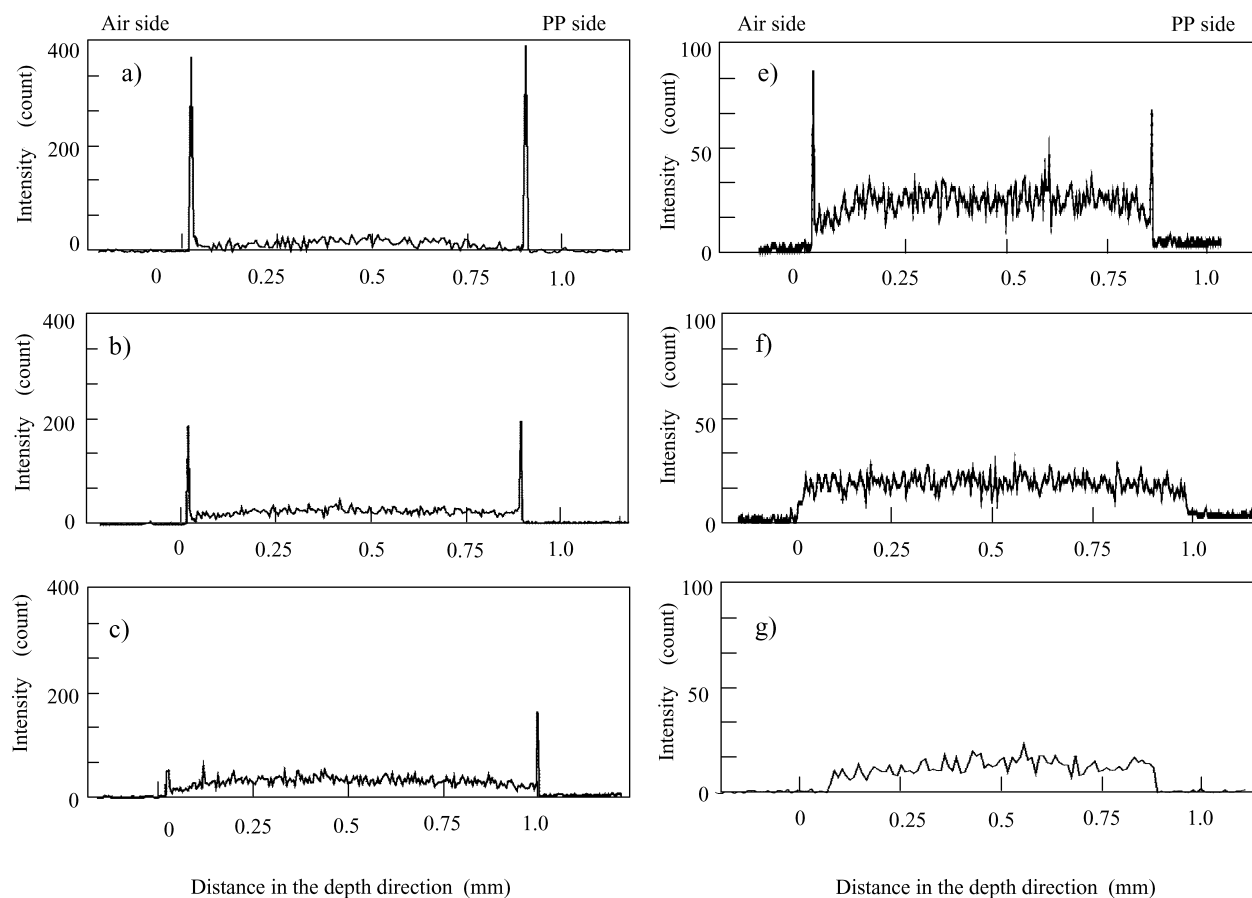 Air side PP side
a)
400
200
0
Intensity (count)
0 0.25 0.5 0.75 1.0
b)
400
200
0
Intensity (count)
0 0.25 0.5 0.75 1.0
c)
400
200
0
Intensity (count)
0 0.25 0.5 0.75 1.0
Distance in the depth direction (mm)
Air side PP side
e)
100
50
0
Intensity (count)
0 0.25 0.5 0.75 1.0
f)
100
50
0
Intensity (count)
0 0.25 0.5 0.75 1.0
g)
100
50
0
Intensity (count)
0 0.25 0.5 0.75 1.0
Distance in the depth direction (mm)